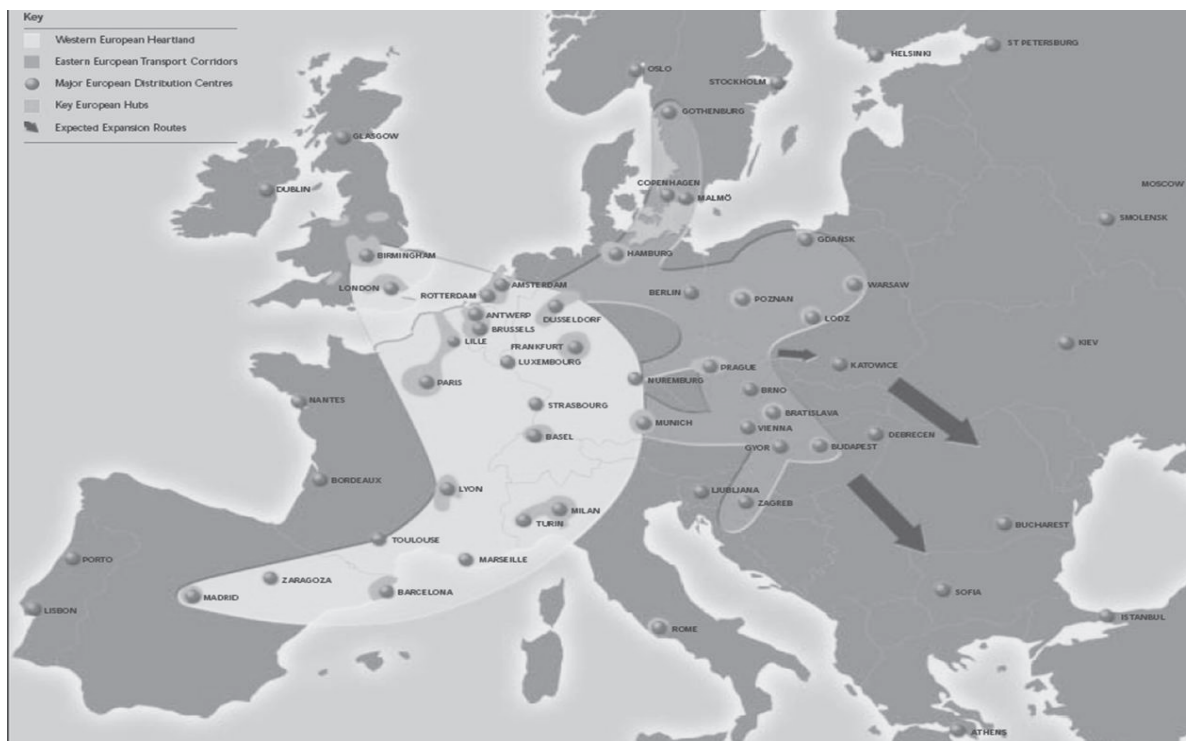 Key
Western European Heartland
Eastern European Transport Corridors
Major European Distribution Centres
Key European Hubs
Expected Expansion Routes
ST PETERSBURG
HELSINKI
OSLO
STOCKHOLM
GOTHENBURG
GLASGOW
COPENHAGEN
MOSCOW
DUBLIN
MALMÖ
SMOLENSK
GDAŃSK
BIRMINGHAM
HAMBURG
LONDON
AMSTERDAM
ROTTERDAM
BERLIN
POZNAN
WARSAW
ANTWERP
DUSSELDORF
LODZ
BRUSSELS
LILLE
FRANKFURT
KIEV
LUXEMBOURG
PRAGUE
KATOWICE
PARIS
NUREMBURG
BRNO
NANTES
STRASBOURG
BRATISLAVA
MUNICH
VIENNA
BASEL
GYOR
BUDAPEST
DEBRECEN
BORDEAUX
LYON
LJUBLJANA
ZAGREB
MILAN
TURIN
BUCHAREST
TOULOUSE
PORTO
MARSEILLE
ZARAGOZA
MADRID
BARCELONA
SOFIA
LISBON
ISTANBUL
ROME
ATHENS